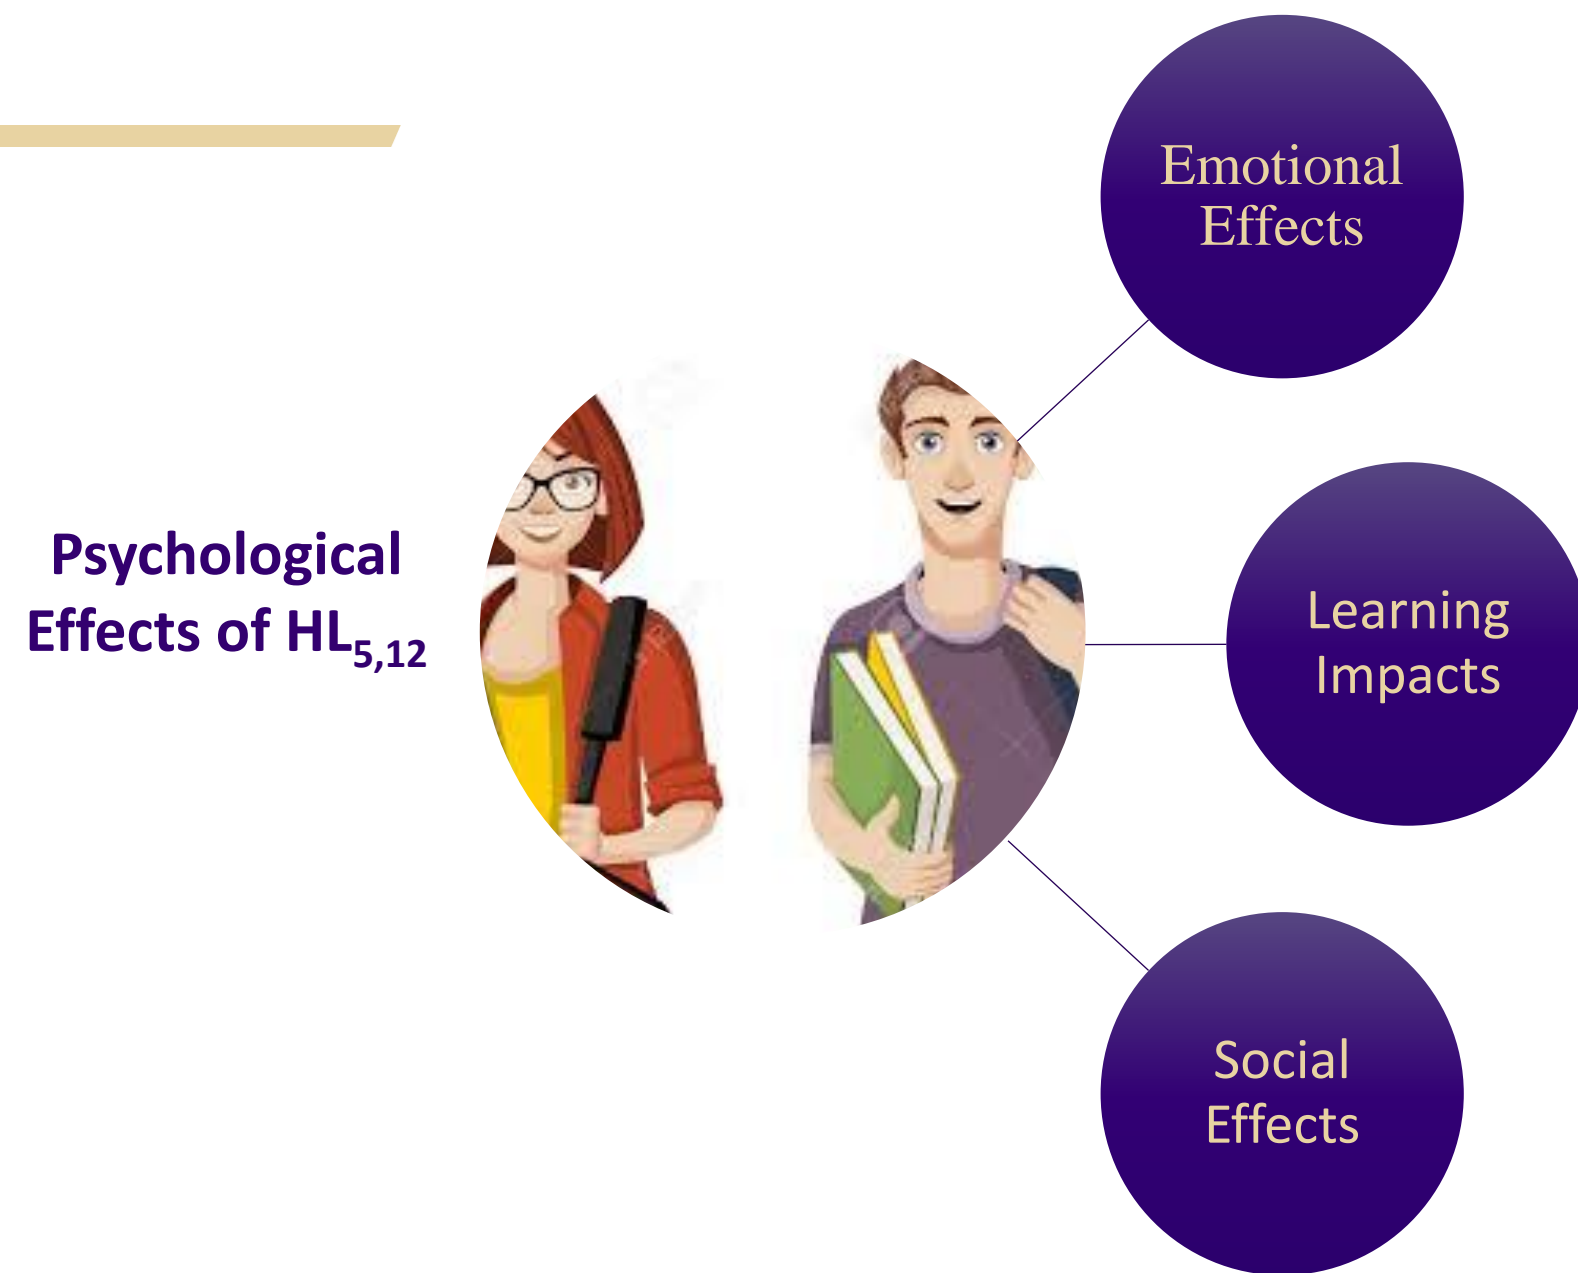 Psychological
Effects of HL5,12
Emotional
Effects
Learning
Impacts
Social
Effects